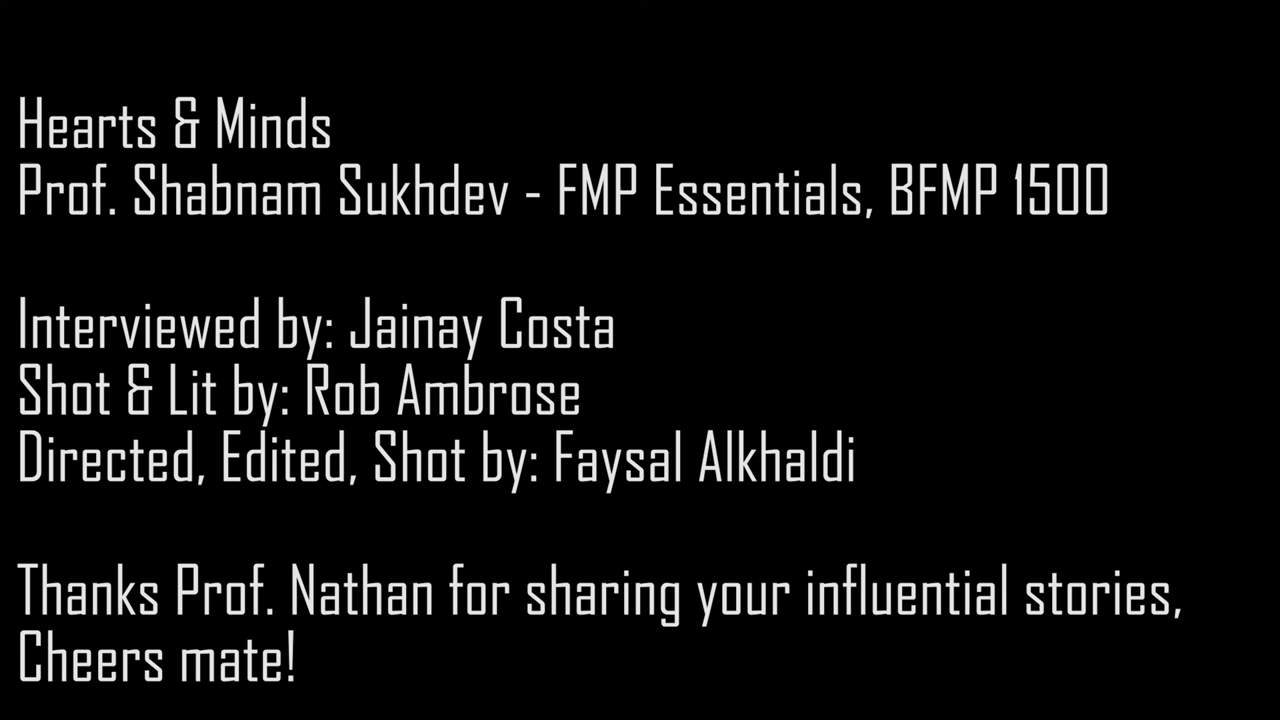 Hearts & Minds
Prof. Shabnam Sukhdev - FMP Essentials, BFMP 1500
Interviewed by: Jainay Costa
Shot & Lit by: Rob Ambrose
Directed, Edited, Shot by: Faysal Alkhaldi
Thanks Prof. Nathan for sharing your influential stories,
Cheers mate!